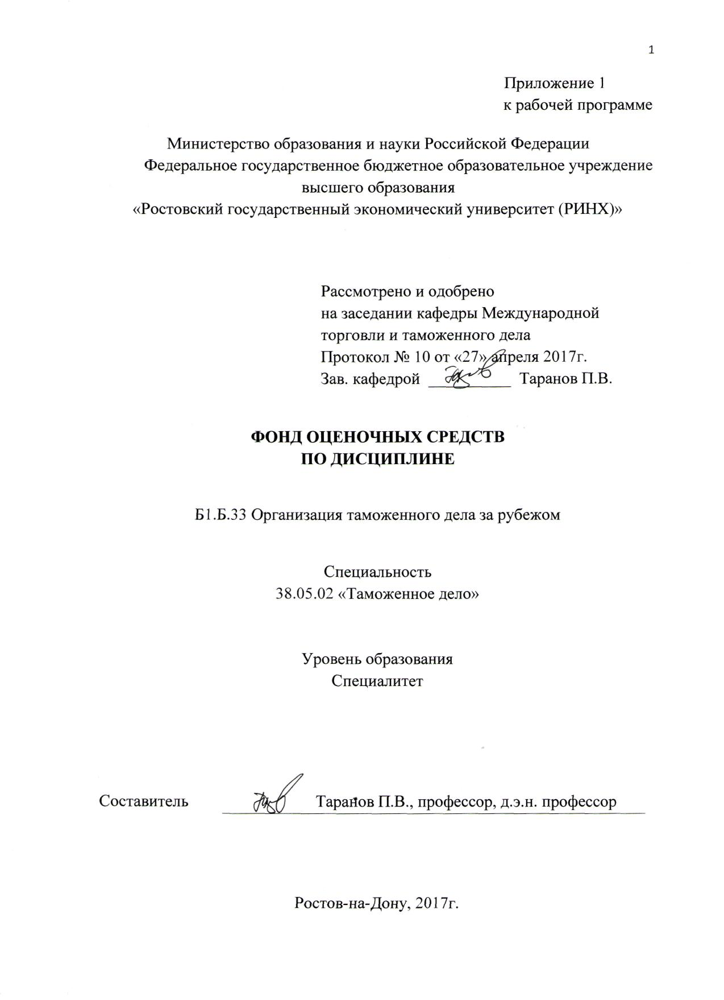 1
Приложение 1
к рабочей программе
Министерство образования и науки Российской Федерации
Федеральное государственное бюджетное образовательное учреждение
высшего образования
«Ростовский государственный экономический университет (РИНХ)»
Рассмотрено и одобрено
на заседании кафедры Международной
торговли и таможенного дела
Протокол № 10 от «27» апреля 2017г.
Зав. кафедрой ___________ Таранов П.В.
ФОНД ОЦЕНОЧНЫХ СРЕДСТВ
ПО ДИСЦИПЛИНЕ
Б1.Б.33 Организация таможенного дела за рубежом
Специальность
38.05.02 «Таможенное дело»
Уровень образования
Специалитет
Составитель Таранов П.В., профессор, д.э.н. профессор
Ростов-на-Дону, 2017г.